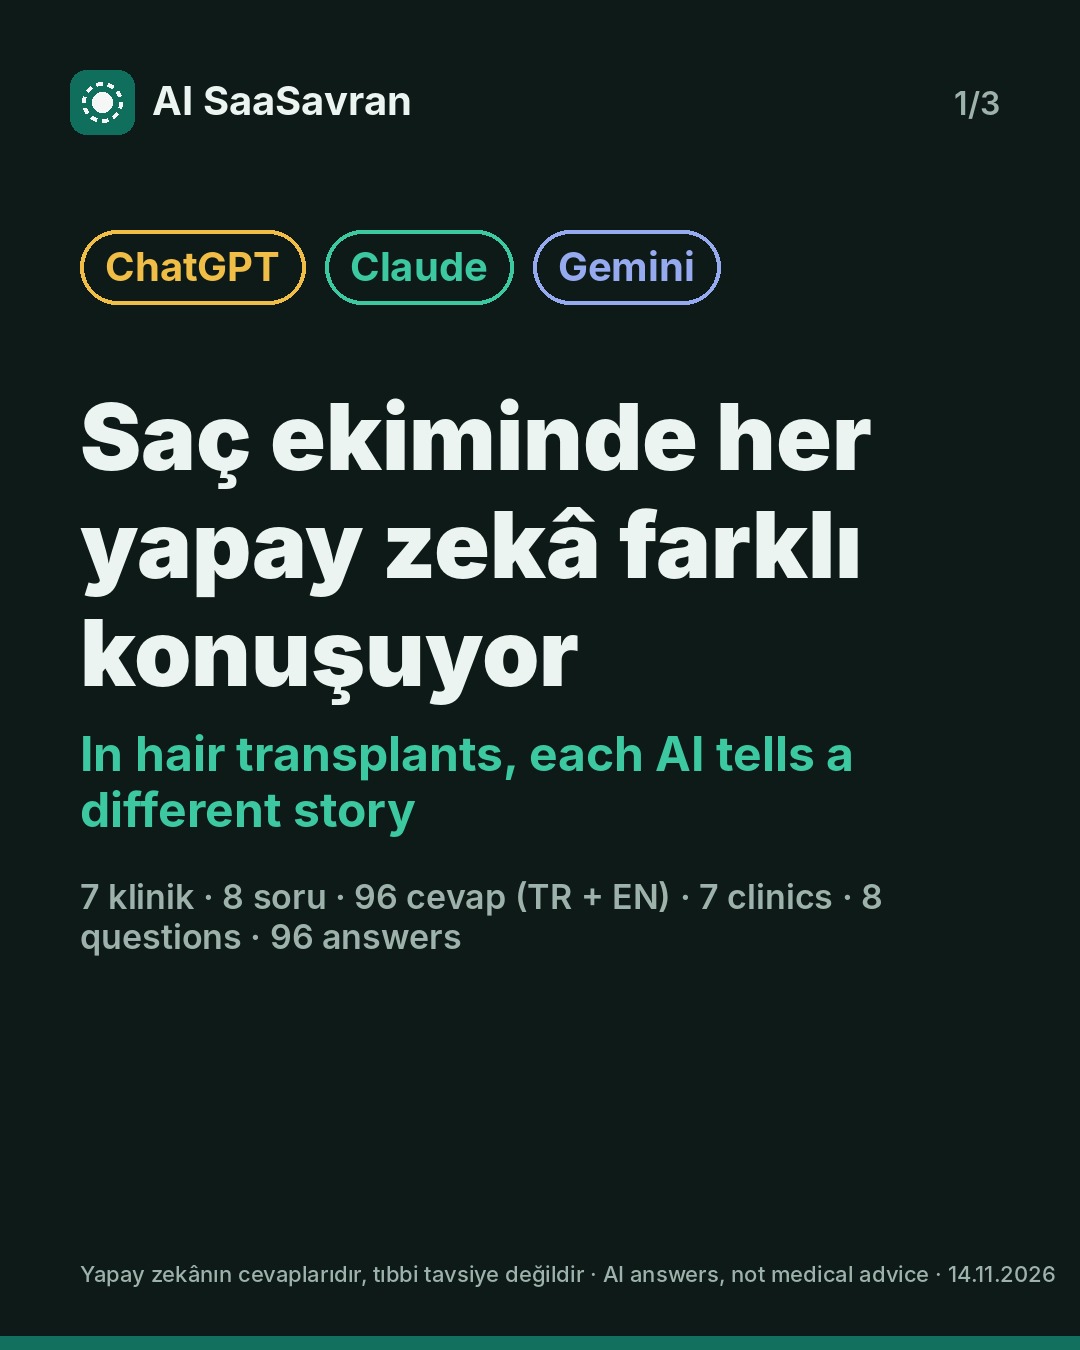 AI SaaSavran
1/3
ChatGPT Claude Gemini
Saç ekiminde her
yapay zekâ farklı
konuşuyor
In hair transplants, each AI tells a
different story
7 klinik · 8 soru · 96 cevap (TR + EN) · 7 clinics · 8
questions · 96 answers
Yapay zekânın cevaplarıdır, tıbbi tavsiye değildir · AI answers, not medical advice · 14.11.2026